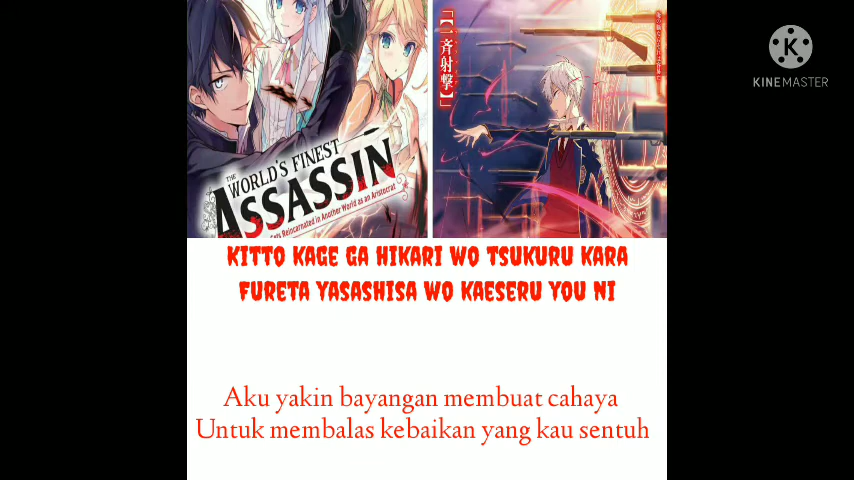 THE
WORLD'S FINEST
ASSASSIN
Gets Reincarnated in Another World as an Aristocrat
「【一斉射撃】」
KINEMASTER
KITTO KAGE GA HIKARI WO TSUKURU KARA
FURETA YASASHISA WO KAESERU YOU NI
Aku yakin bayangan membuat cahaya
Untuk membalas kebaikan yang kau sentuh